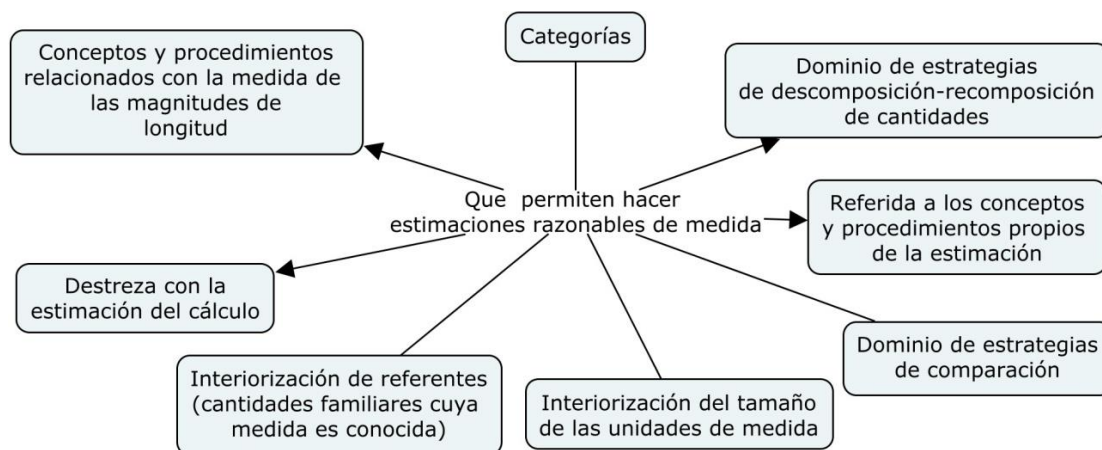 Categorías
Conceptos y procedimientos
relacionados con la medida de
las magnitudes de
longitud
Dominio de estrategias
de descomposición-recomposición
de cantidades
Que permiten hacer
estimaciones razonables de medida
Referida a los conceptos
y procedimientos propios
de la estimación
Destreza con la
estimación del cálculo
Dominio de estrategias
de comparación
Interiorización de referentes
(cantidades familiares cuya
medida es conocida)
Interiorización del tamaño
de las unidades de medida